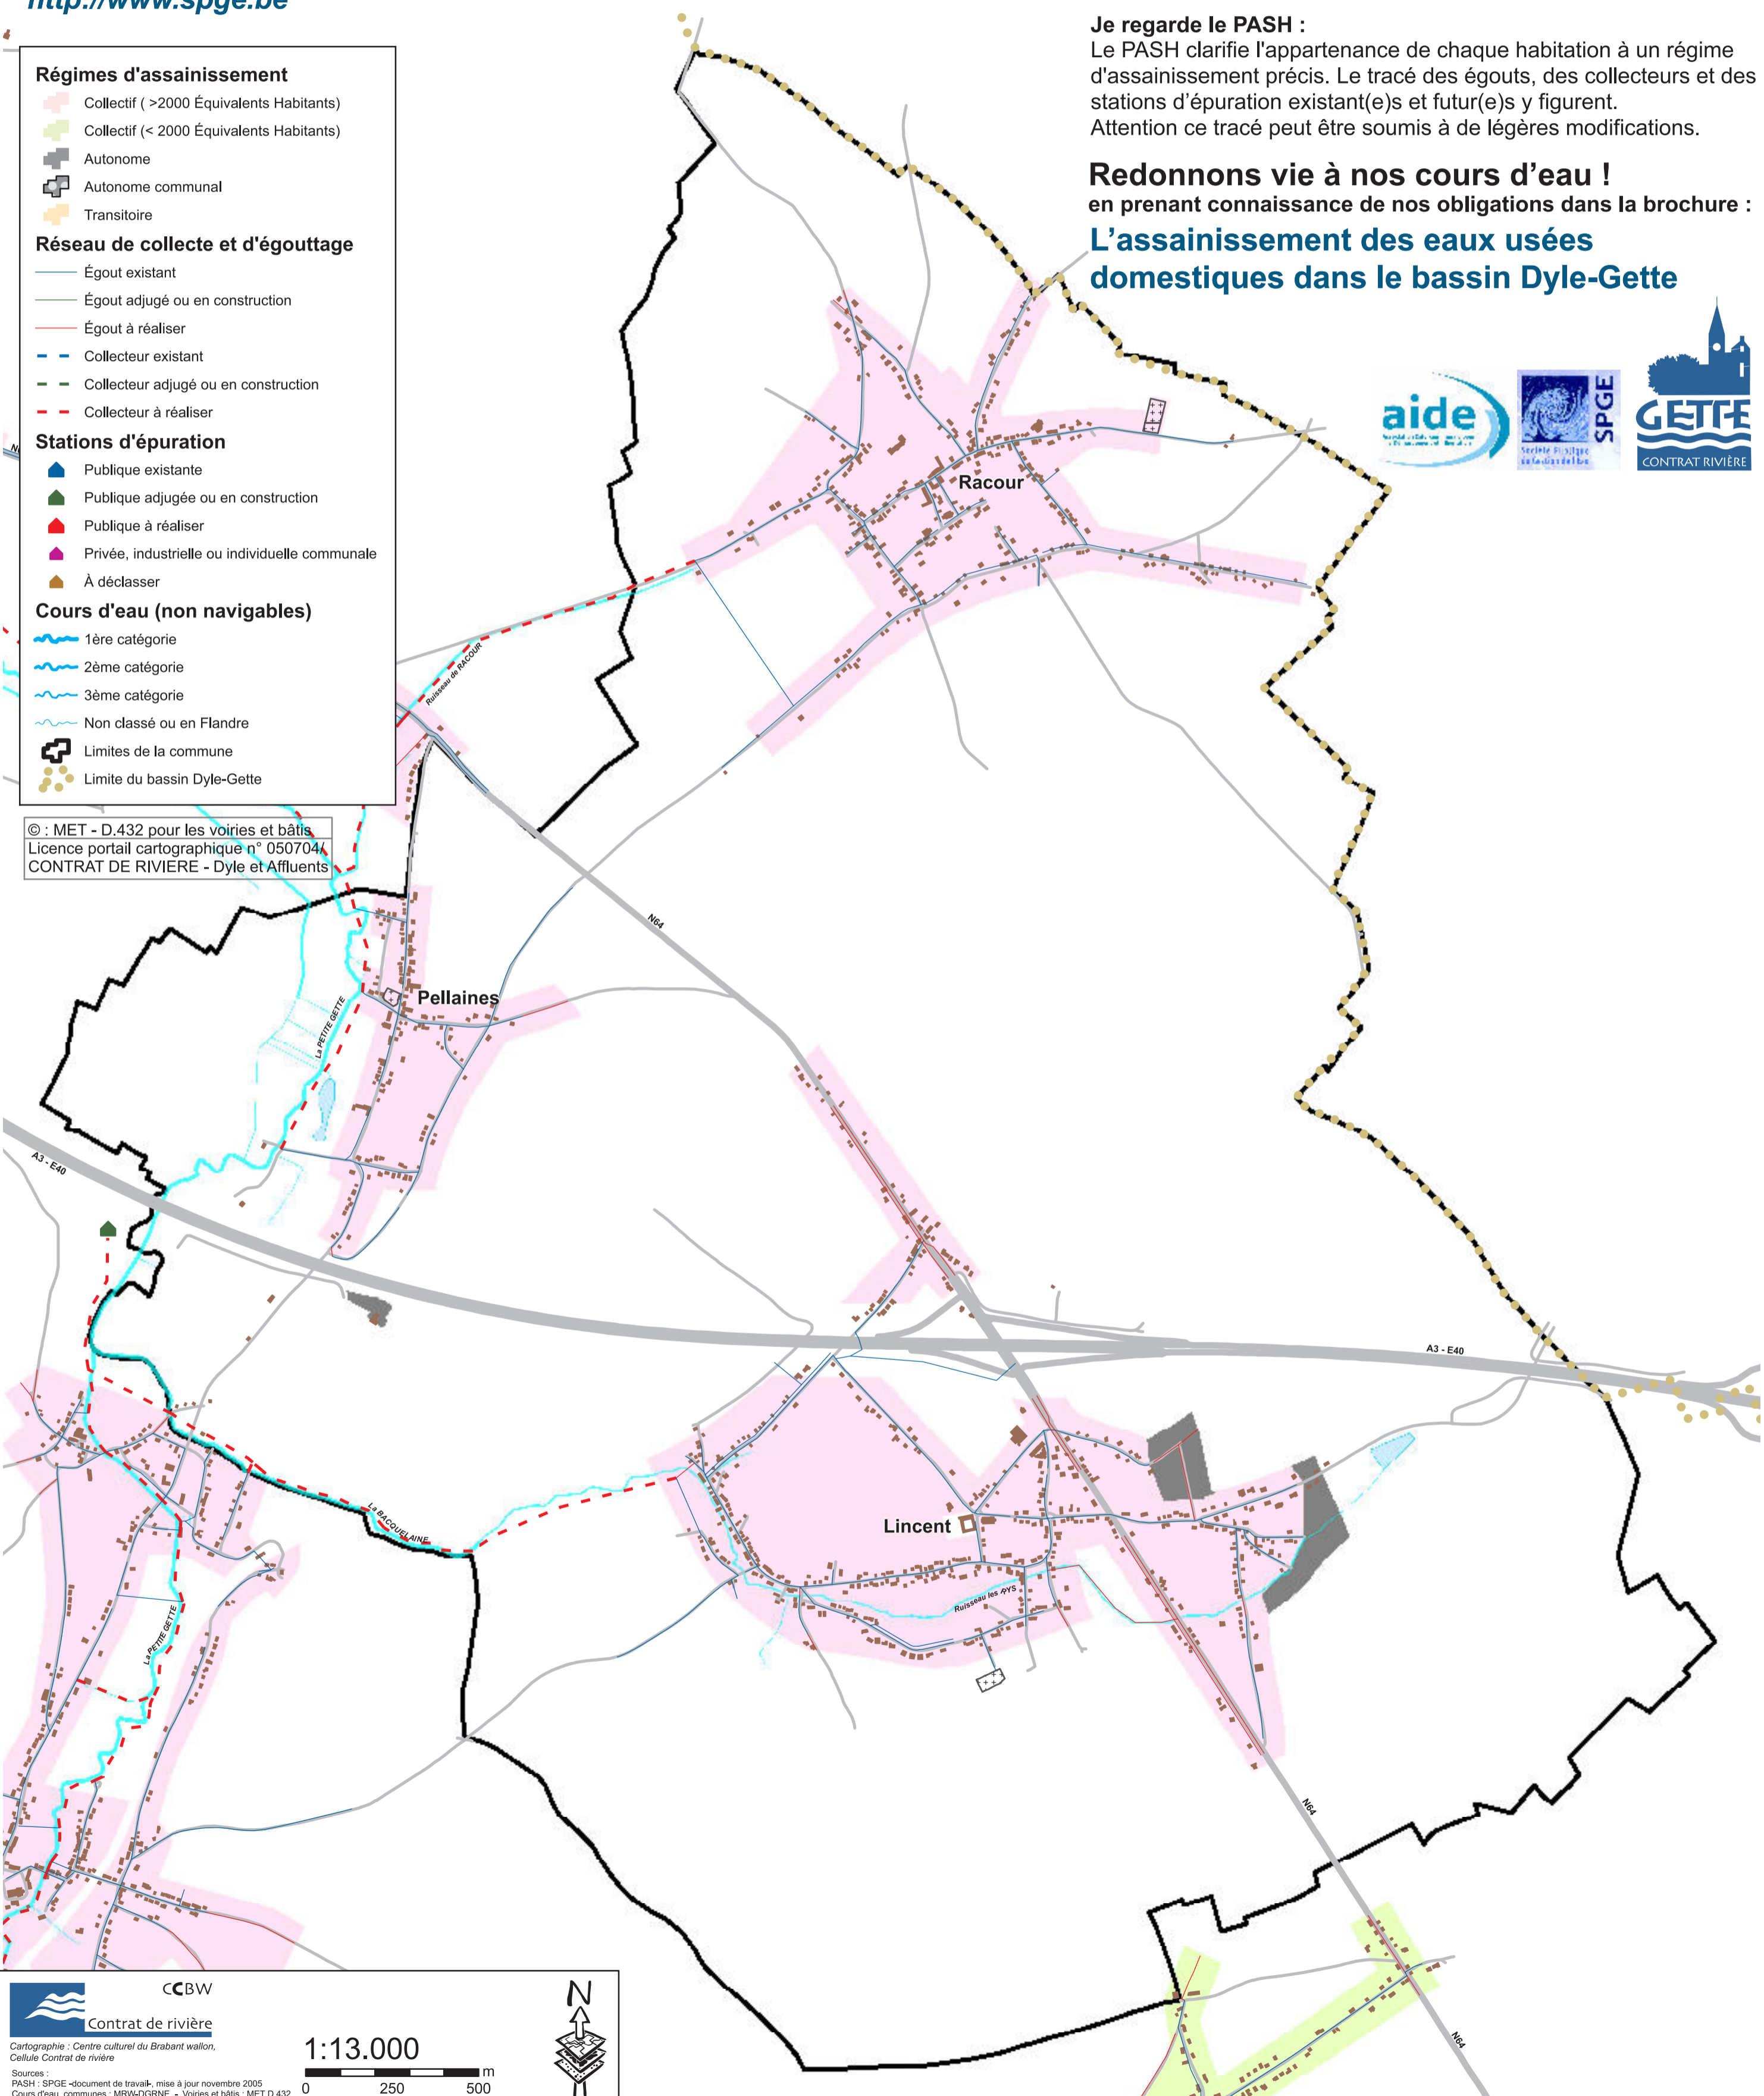 http://www.spge.be
Je regarde le PASH :
Le PASH clarifie l'appartenance de chaque habitation à un régime
d'assainissement précis. Le tracé des égouts, des collecteurs et des
stations d'épuration existant(e)s et futur(e)s y figurent.
Attention ce tracé peut être soumis à de légères modifications.
Redonnons vie à nos cours d'eau !
en prenant connaissance de nos obligations dans la brochure :
L'assainissement des eaux usées
domestiques dans le bassin Dyle-Gette
aide
SPGE
GETTE
CONTRAT RIVIÈRE
Régimes d'assainissement
Collectif ( >2000 Équivalents Habitants)
Collectif (< 2000 Équivalents Habitants)
Autonome
Autonome communal
Transitoire
Réseau de collecte et d'égouttage
Égout existant
Égout adjugé ou en construction
Égout à réaliser
Collecteur existant
Collecteur adjugé ou en construction
Collecteur à réaliser
Stations d'épuration
Publique existante
Publique adjugée ou en construction
Publique à réaliser
Privée, industrielle ou individuelle communale
À déclasser
Cours d'eau (non navigables)
1ère catégorie
2ème catégorie
3ème catégorie
Non classé ou en Flandre
Limites de la commune
Limite du bassin Dyle-Gette
© : MET - D.432 pour les voiries et bâtis
Licence portail cartographique n° 050704/
CONTRAT DE RIVIERE - Dyle et Affluents
Racour
Ruisseau de RACOUR
N64
Pellaines
La PETITE GETTE
A3 - E40
A3 - E40
La BACQUELAINE
Lincent
Ruisseau les RYS
La PETITE GETTE
N64
N64
CCBW
Contrat de rivière
Cartographie : Centre culturel du Brabant wallon,
Cellule Contrat de rivière
Sources :
PASH : SPGE -document de travail-, mise à jour novembre 2005
Cours d'eau, communes : MRW-DGRNE - Voiries et bâtis : MET D.432
1:13.000
m
0 250 500
N